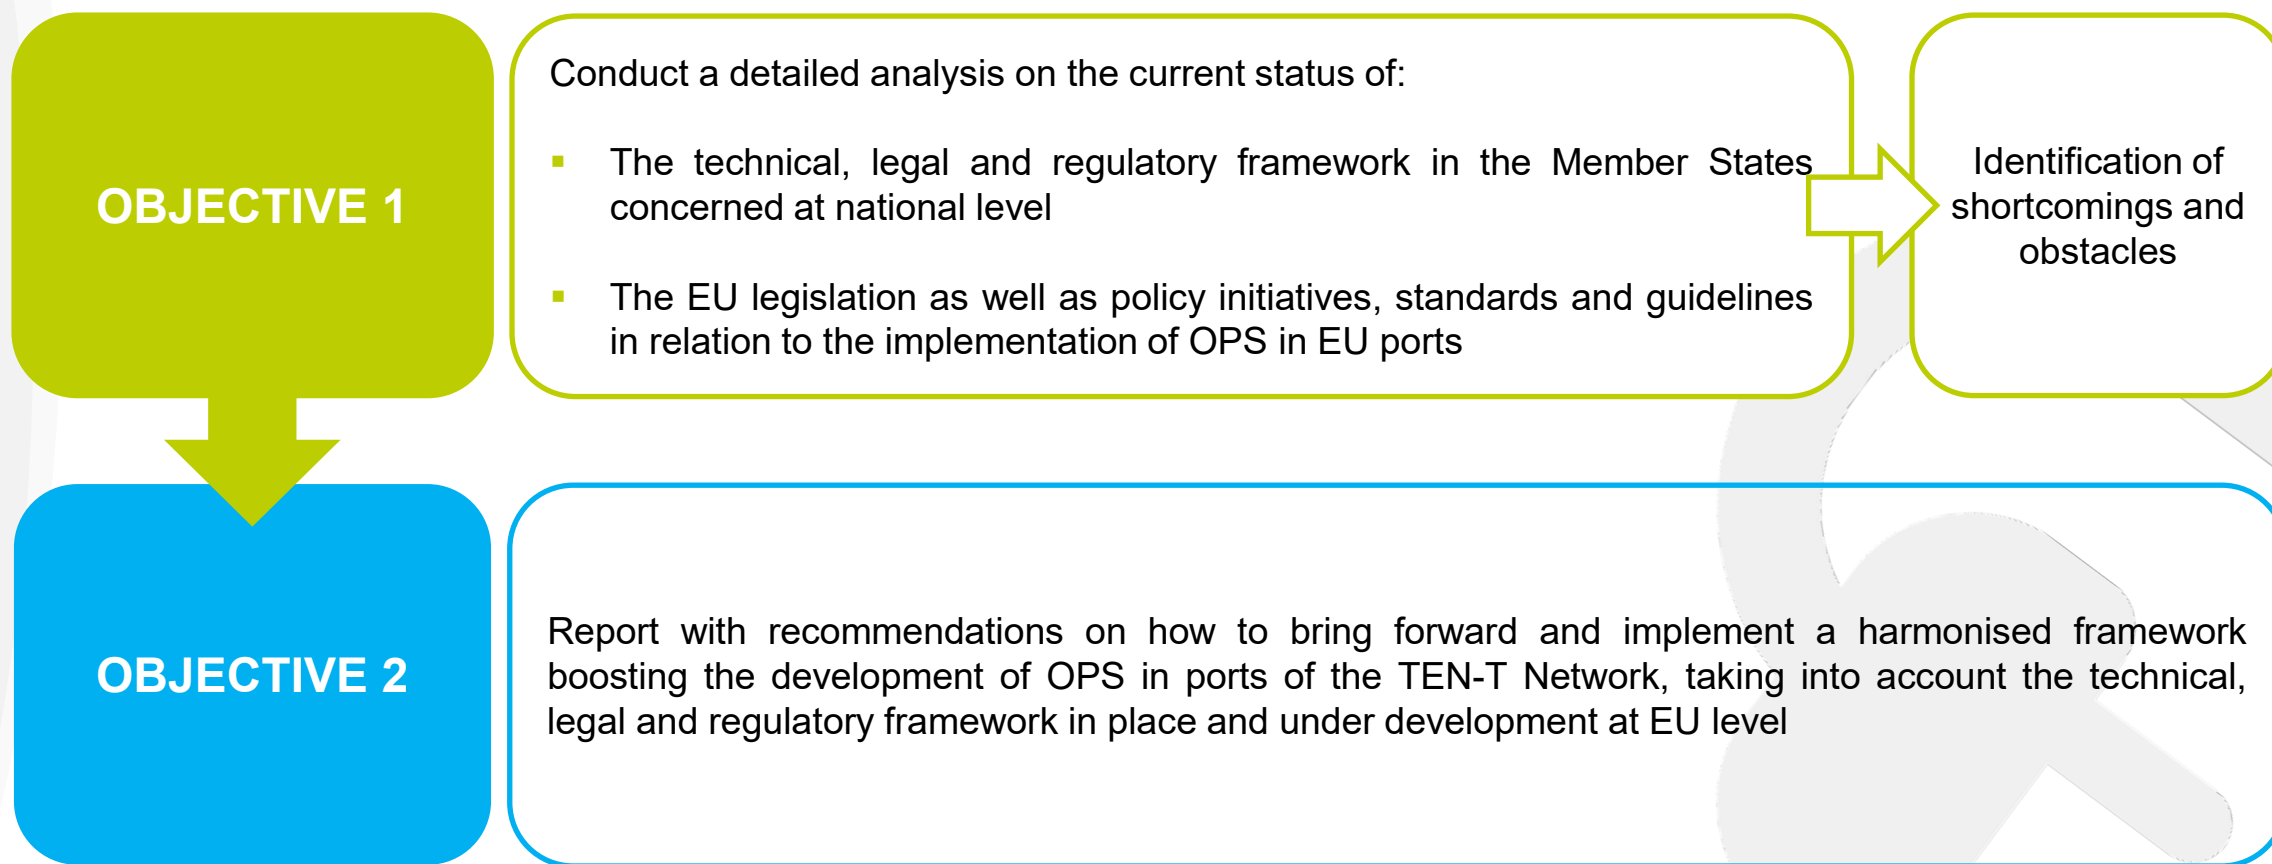 OBJECTIVE 1
Conduct a detailed analysis on the current status of:
▪ The technical, legal and regulatory framework in the Member States
concerned at national level
▪ The EU legislation as well as policy initiatives, standards and guidelines
in relation to the implementation of OPS in EU ports
Identification of
shortcomings and
obstacles
OBJECTIVE 2
Report with recommendations on how to bring forward and implement a harmonised framework
boosting the development of OPS in ports of the TEN-T Network, taking into account the technical,
legal and regulatory framework in place and under development at EU level